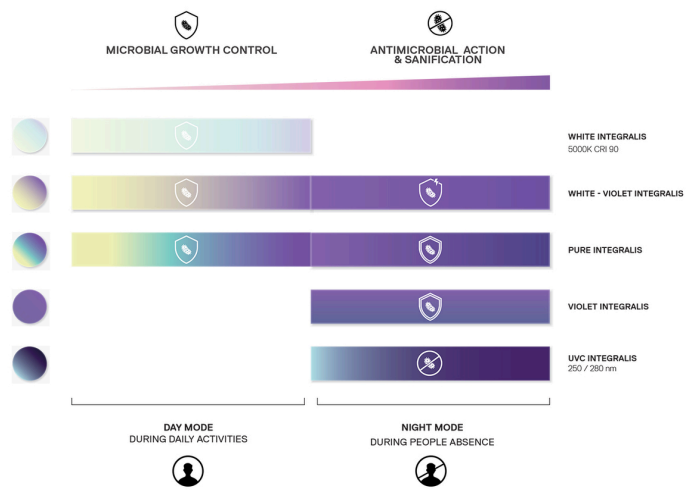 MICROBIAL GROWTH CONTROL
ANTIMICROBIAL ACTION
& SANIFICATION
WHITE INTEGRALIS
5000K CRI 90
WHITE - VIOLET INTEGRALIS
PURE INTEGRALIS
VIOLET INTEGRALIS
UVC INTEGRALIS
250 / 280 nm
DAY MODE
DURING DAILY ACTIVITIES
NIGHT MODE
DURING PEOPLE ABSENCE